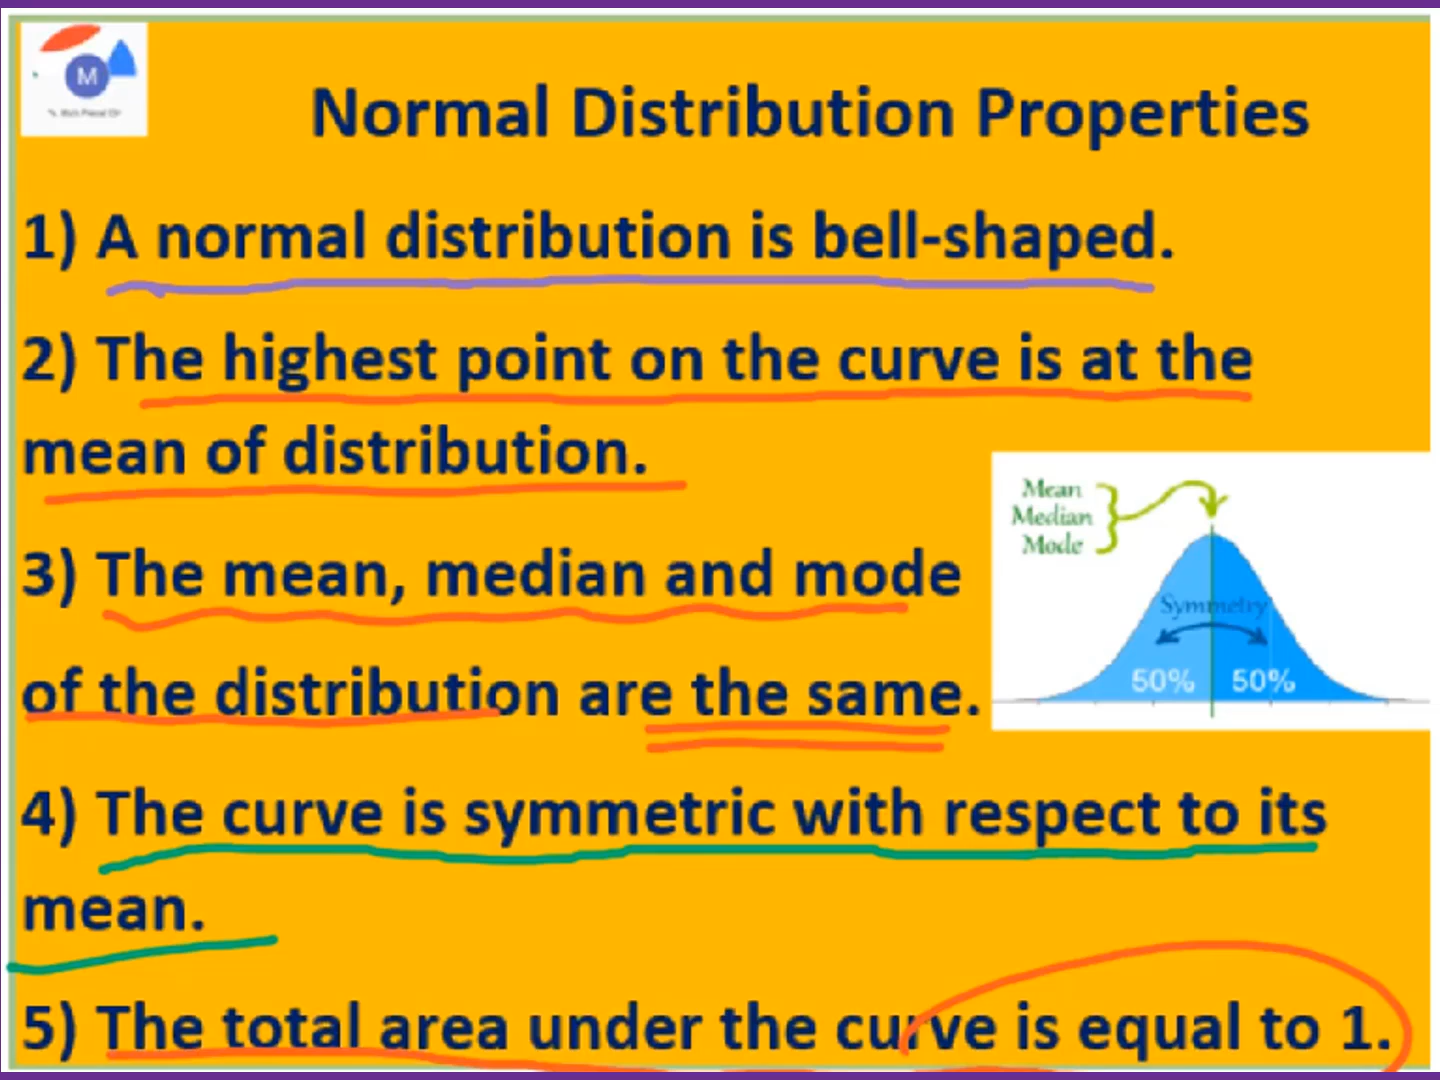 M
Normal Distribution Properties
1) A normal distribution is bell-shaped.
2) The highest point on the curve is at the
mean of distribution.
3) The mean, median and mode
of the distribution are the same.
Mean
Median
Mode
Symmetry
50% 50%
4) The curve is symmetric with respect to its
mean.
5) The total area under the curve is equal to 1.